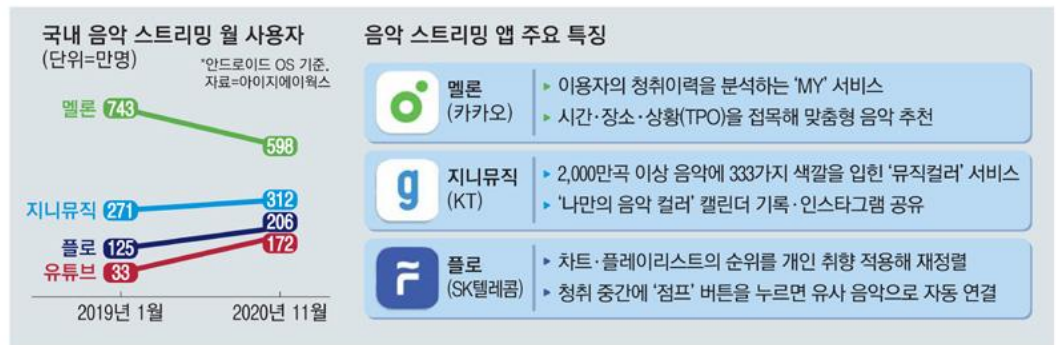 국내 음악 스트리밍 월 사용자
(단위=만명)
*안드로이드 OS 기준.
자료=아이지에이웍스
멜론 743
598
지니뮤직 271
312
플로 125
206
유튜브 33
172
2019년 1월
2020년 11월
음악 스트리밍 앱 주요 특징
멜론
(카카오)
▸ 이용자의 청취이력을 분석하는 ‘MY’ 서비스
▸ 시간·장소·상황(TPO)을 접목해 맞춤형 음악 추천
g
지니뮤직
(KT)
▸ 2,000만곡 이상 음악에 333가지 색깔을 입힌 ‘뮤직컬러’ 서비스
▸ ‘나만의 음악 컬러’ 캘린더 기록·인스타그램 공유
플로
(SK텔레콤)
▸ 차트·플레이리스트의 순위를 개인 취향 적용해 재정렬
▸ 청취 중간에 ‘점프’ 버튼을 누르면 유사 음악으로 자동 연결